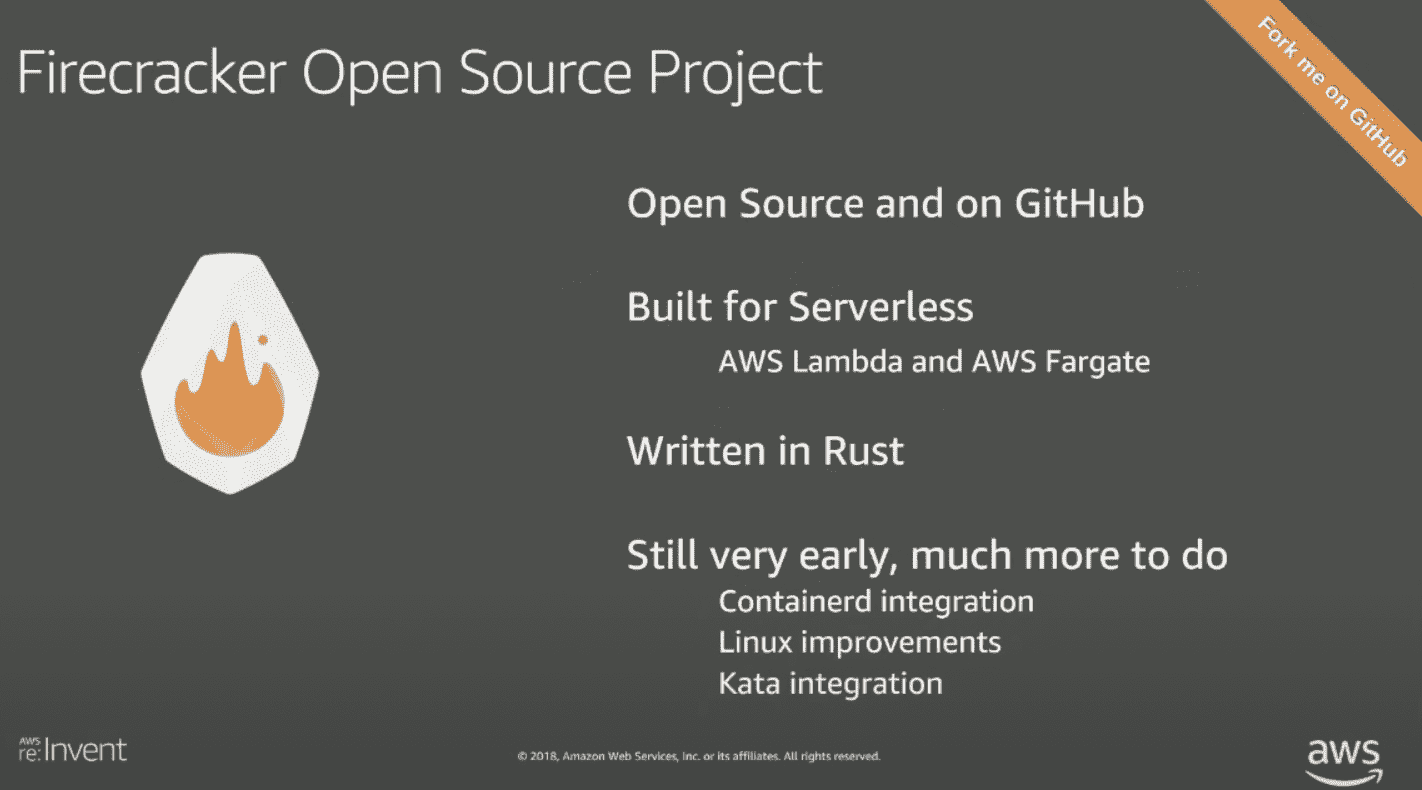 Firecracker Open Source Project
Fork me on GitHub
Open Source and on GitHub
Built for Serverless
AWS Lambda and AWS Fargate
Written in Rust
Still very early, much more to do
Containerd integration
Linux improvements
Kata integration
AWS
re:Invent
© 2018, Amazon Web Services, Inc. or its affiliates. All rights reserved.
aws